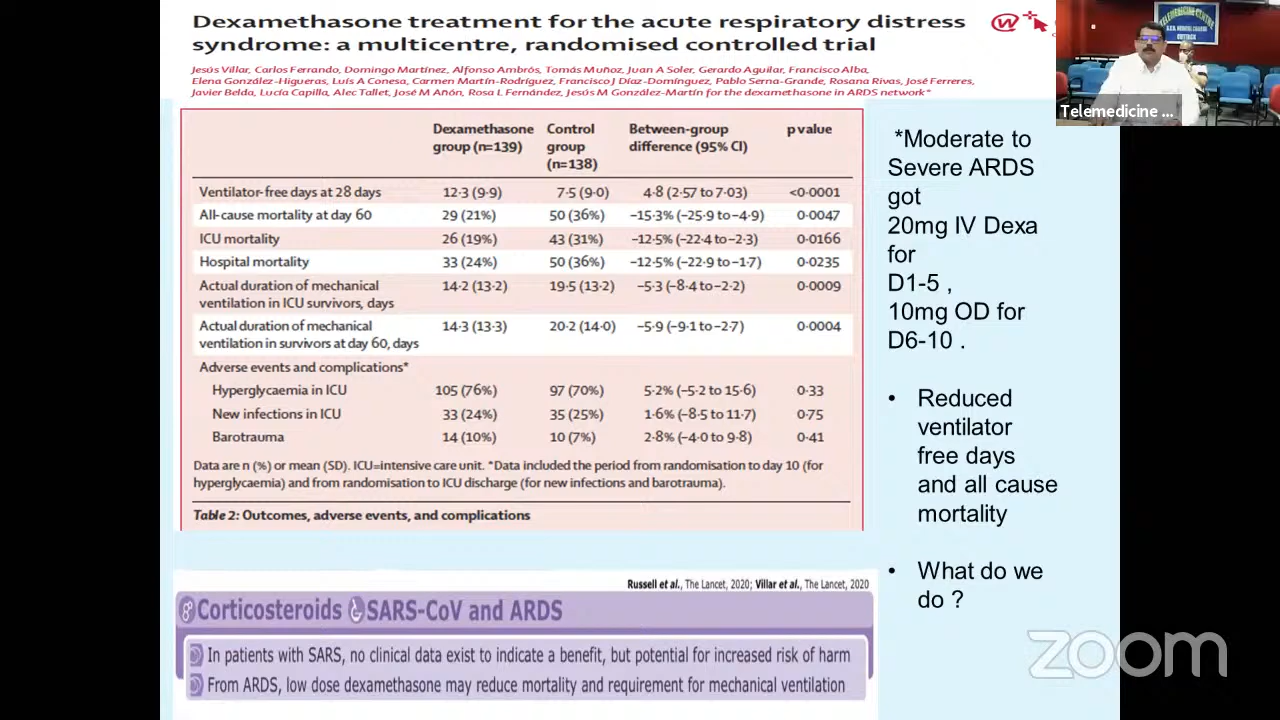 Dexamethasone treatment for the acute respiratory distress
syndrome: a multicentre, randomised controlled trial
Jesús Villar, Carlos Ferrando, Domingo Martínez, Alfonso Ambrós, Tomás Muñoz, Juan A Soler, Gerardo Aguilar, Francisco Alba,
Elena González-Higueras, Luís A Conesa, Carmen Martín-Rodríguez, Francisco J Díaz-Domínguez, Pablo Serna-Grande, Rosana Rivas, José Ferreres,
Javier Belda, Lucía Capilla, Alec Tallet, José M Añón, Rosa L Fernández, Jesús M González-Martín for the dexamethasone in ARDS network*
Dexamethasone group (n=139) Control group (n=138) Between-group difference (95% CI) p value
Ventilator-free days at 28 days 12·3 (9·9) 7·5 (9·0) 4·8 (2·57 to 7·03) <0·0001
All-cause mortality at day 60 29 (21%) 50 (36%) –15·3% (–25·9 to –4·9) 0·0047
ICU mortality 26 (19%) 43 (31%) –12·5% (–22·4 to –2·3) 0·0166
Hospital mortality 33 (24%) 50 (36%) –12·5% (–22·9 to –1·7) 0·0235
Actual duration of mechanical
ventilation in ICU survivors, days 14·2 (13·2) 19·5 (13·2) –5·3 (–8·4 to –2·2) 0·0009
Actual duration of mechanical
ventilation in survivors at day 60, days 14·3 (13·3) 20·2 (14·0) –5·9 (–9·1 to –2·7) 0·0004
Adverse events and complications*
Hyperglycaemia in ICU 105 (76%) 97 (70%) 5·2% (–5·2 to 15·6) 0·33
New infections in ICU 33 (24%) 35 (25%) 1·6% (–8·5 to 11·7) 0·75
Barotrauma 14 (10%) 10 (7%) 2·8% (–4·0 to 9·8) 0·41
Data are n (%) or mean (SD). ICU=intensive care unit. *Data included the period from randomisation to day 10 (for
hyperglycaemia) and from randomisation to ICU discharge (for new infections and barotrauma).
Table 2: Outcomes, adverse events, and complications
*Moderate to
Severe ARDS
got
20mg IV Dexa
for
D1-5 ,
10mg OD for
D6-10 .
• Reduced
ventilator
free days
and all cause
mortality
• What do we
do ?
Russell et al., The Lancet, 2020; Villar et al., The Lancet, 2020
Corticosteroids SARS-CoV and ARDS
In patients with SARS, no clinical data exist to indicate a benefit, but potential for increased risk of harm
From ARDS, low dose dexamethasone may reduce mortality and requirement for mechanical ventilation
TELEMEDICINE CENTRE
Telemedicine ...
zoom